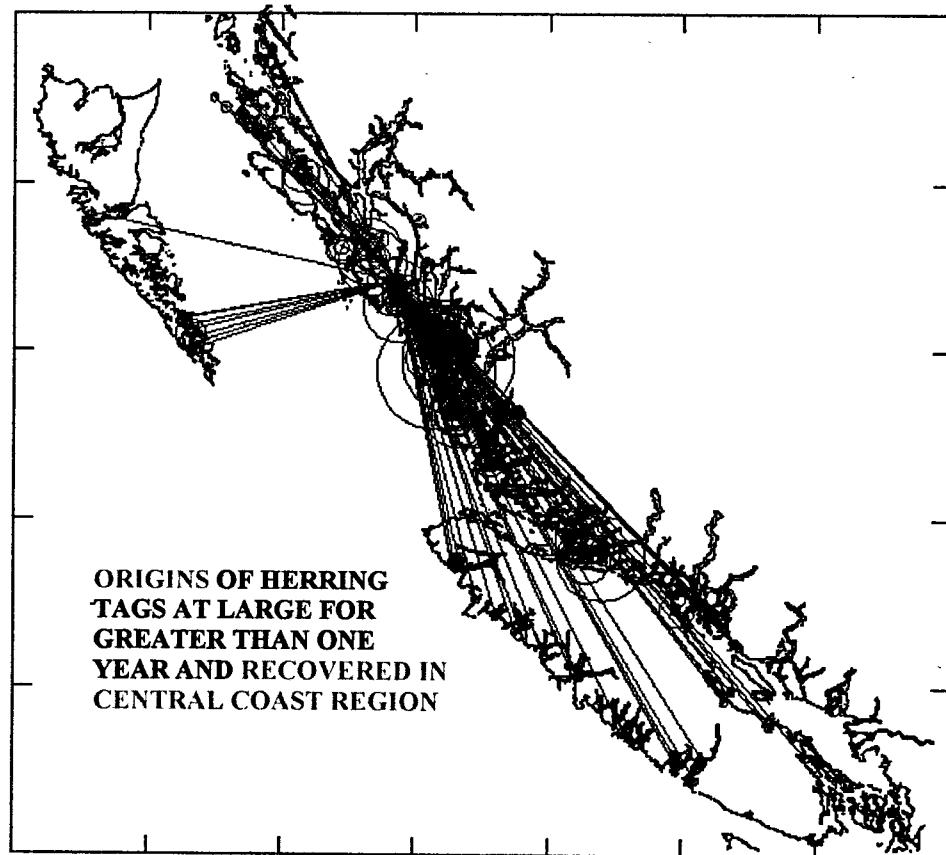 ORIGINS OF HERRING
TAGS AT LARGE FOR
GREATER THAN ONE
YEAR AND RECOVERED IN
CENTRAL COAST REGION